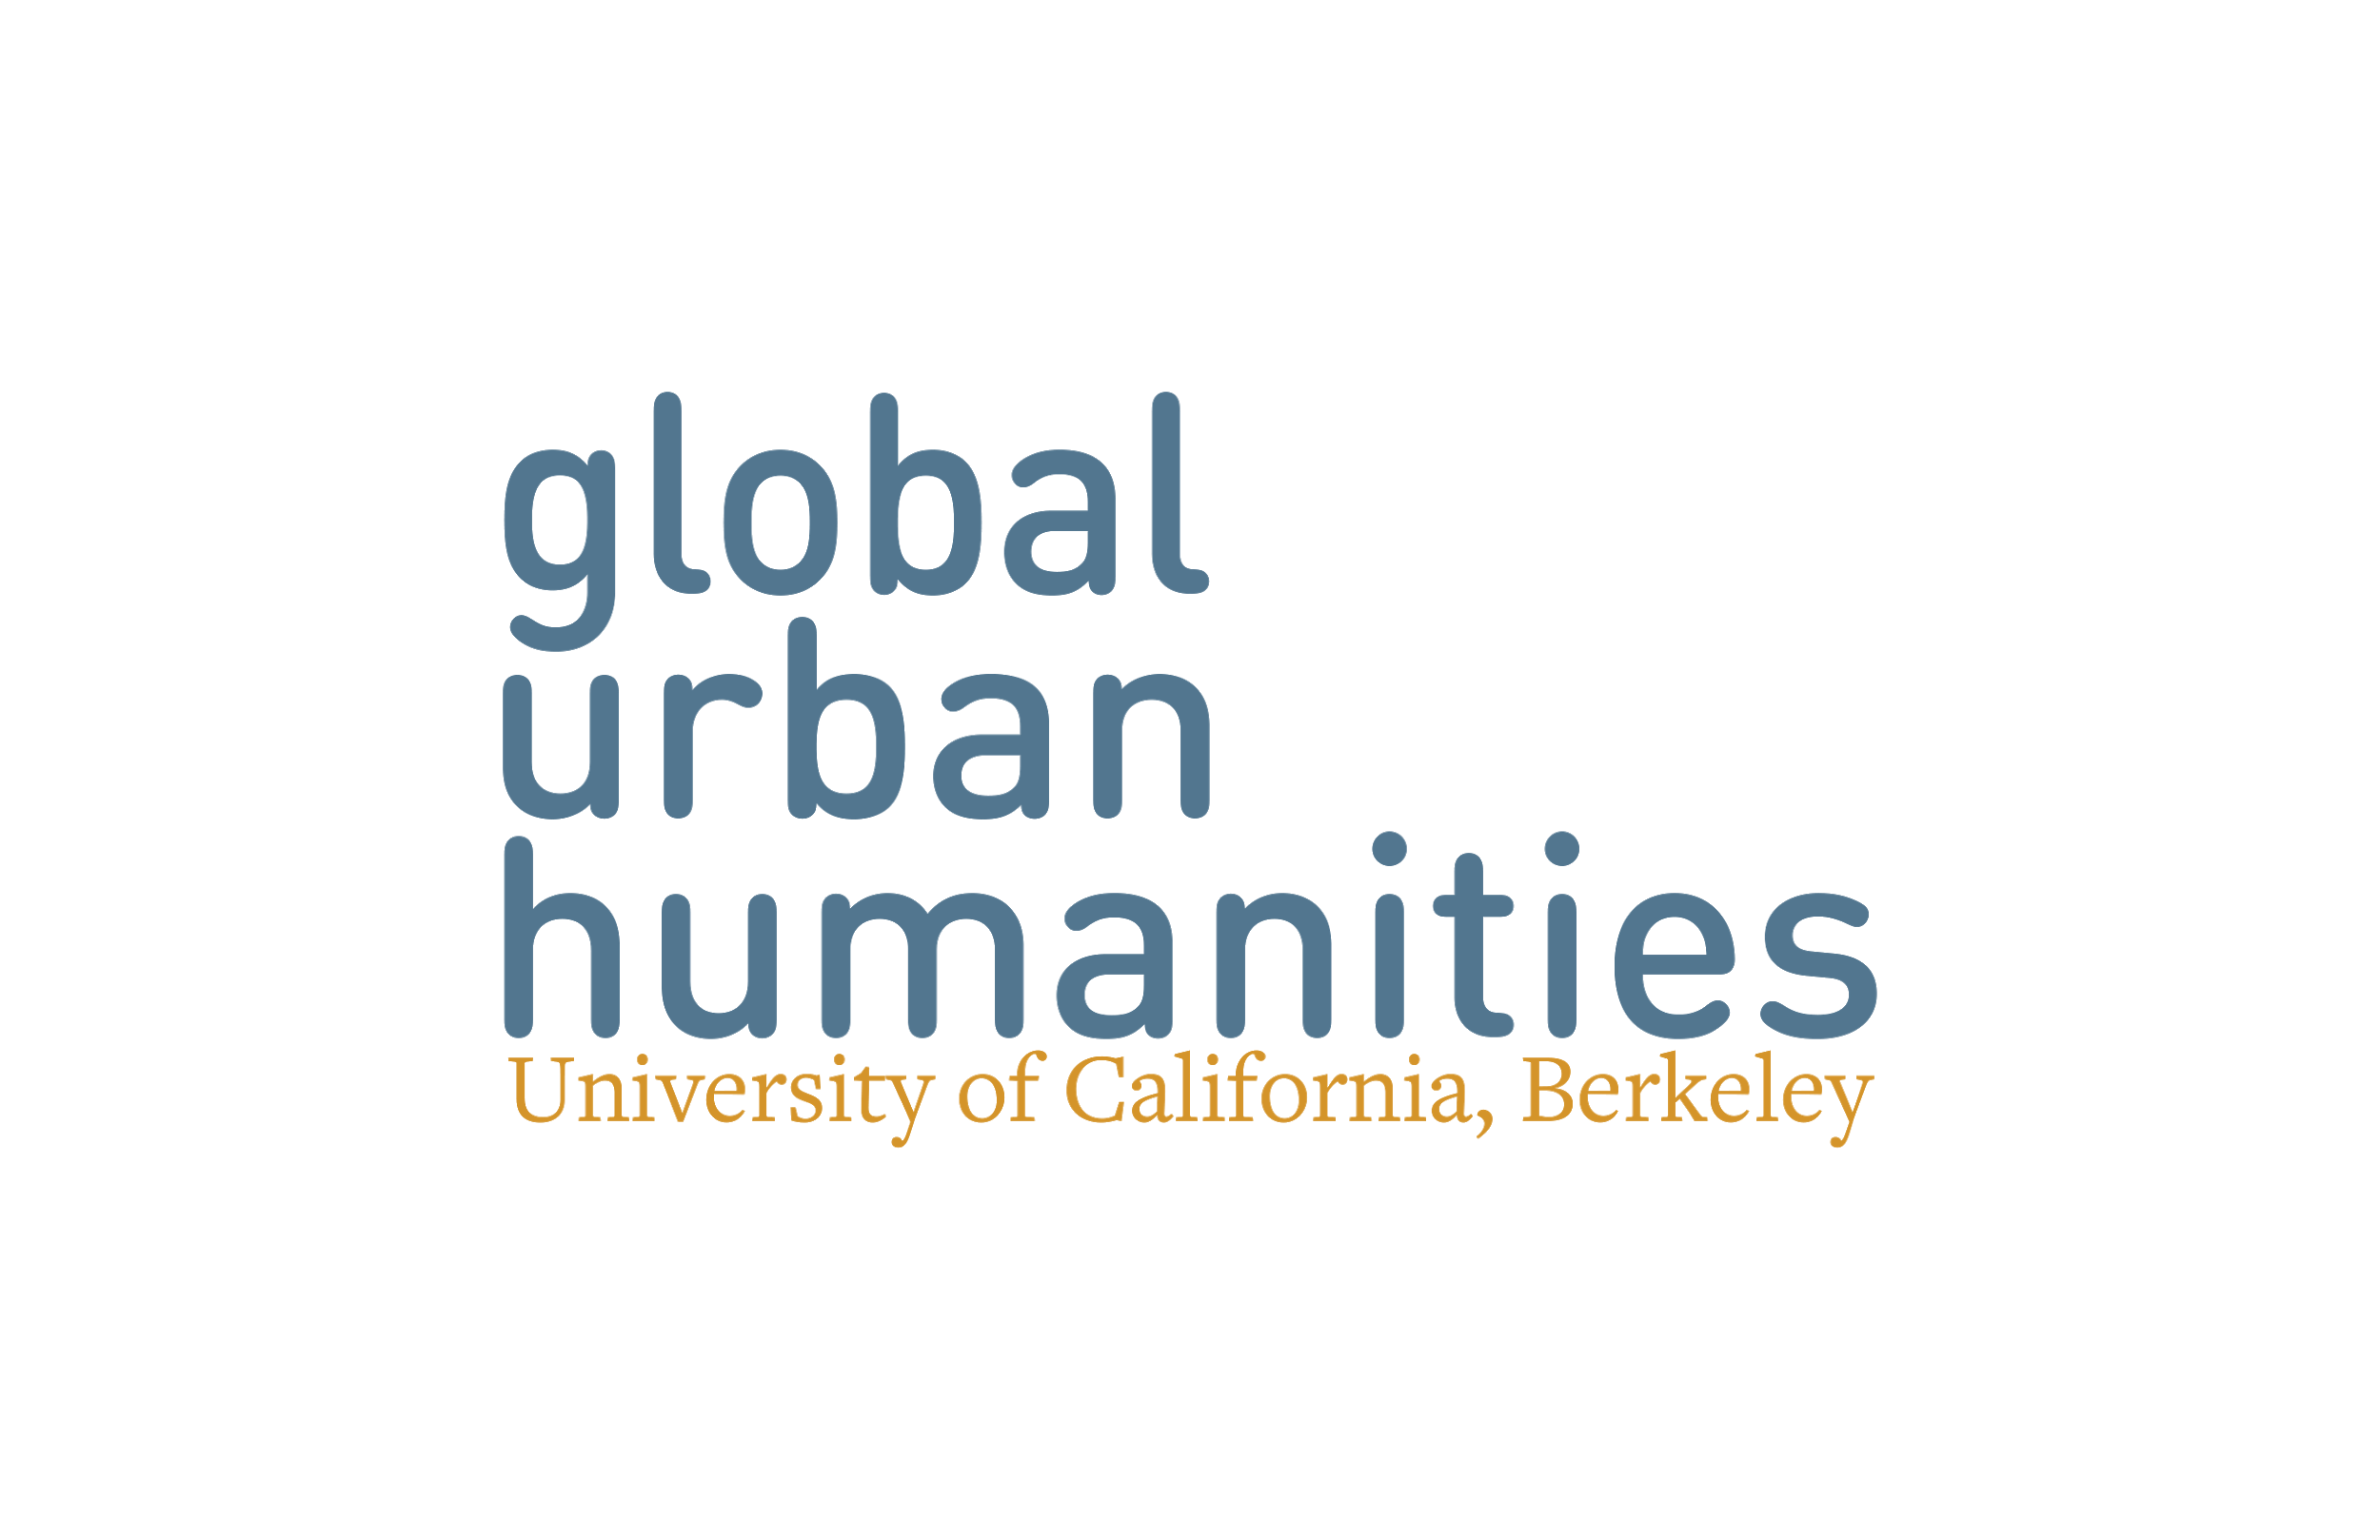 global
urban
humanities
University of California, Berkeley